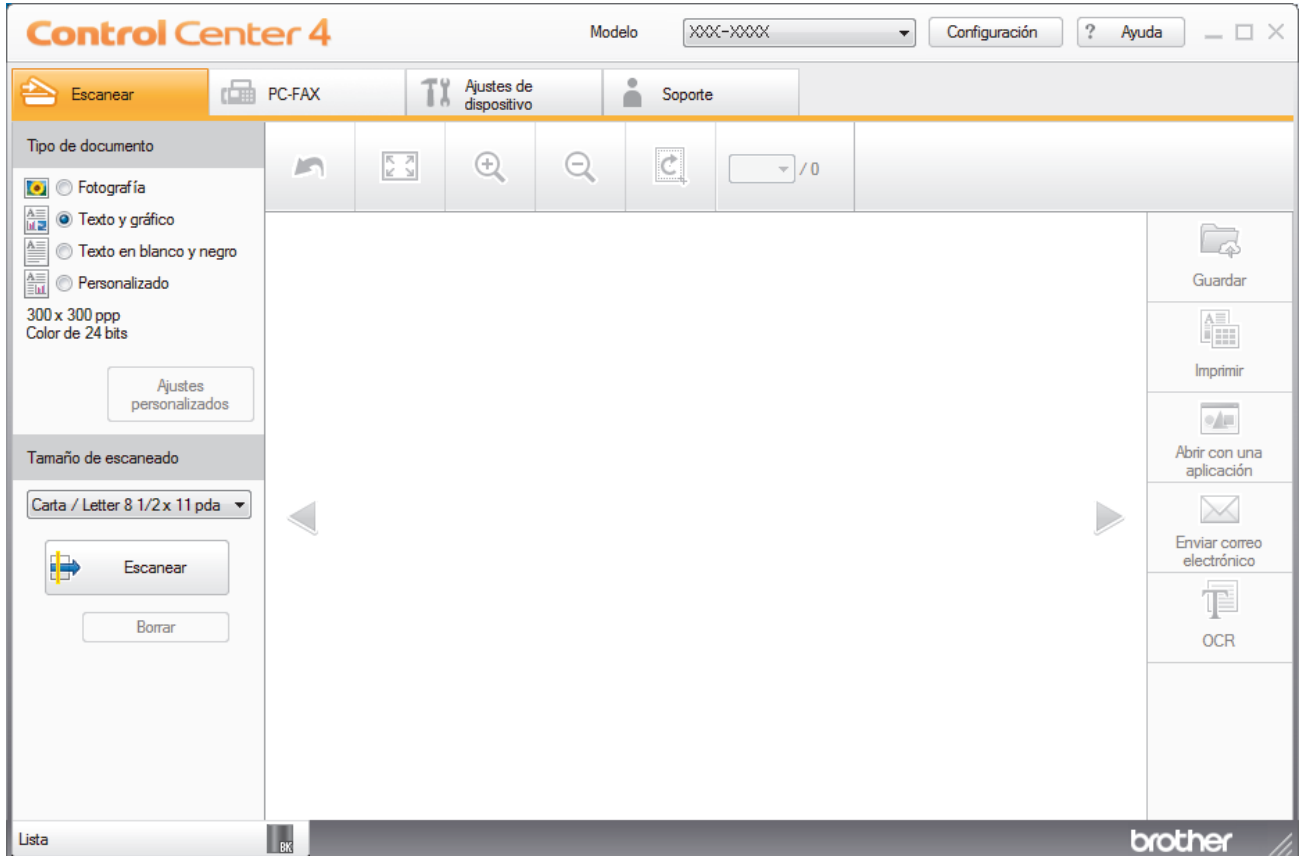 Control Center 4
Modelo
XXX-XXXX
Configuración
? Ayuda
Escanear
PC-FAX
Ajustes de
dispositivo
Soporte
Tipo de documento
Fotografía
Texto y gráfico
Texto en blanco y negro
Personalizado
300 x 300 ppp
Color de 24 bits
Ajustes
personalizados
Tamaño de escaneado
Carta / Letter 8 1/2 x 11 pda
Escanear
Borrar
/ 0
Guardar
Imprimir
Abrir con una
aplicación
Enviar correo
electrónico
OCR
Lista
BK
brother